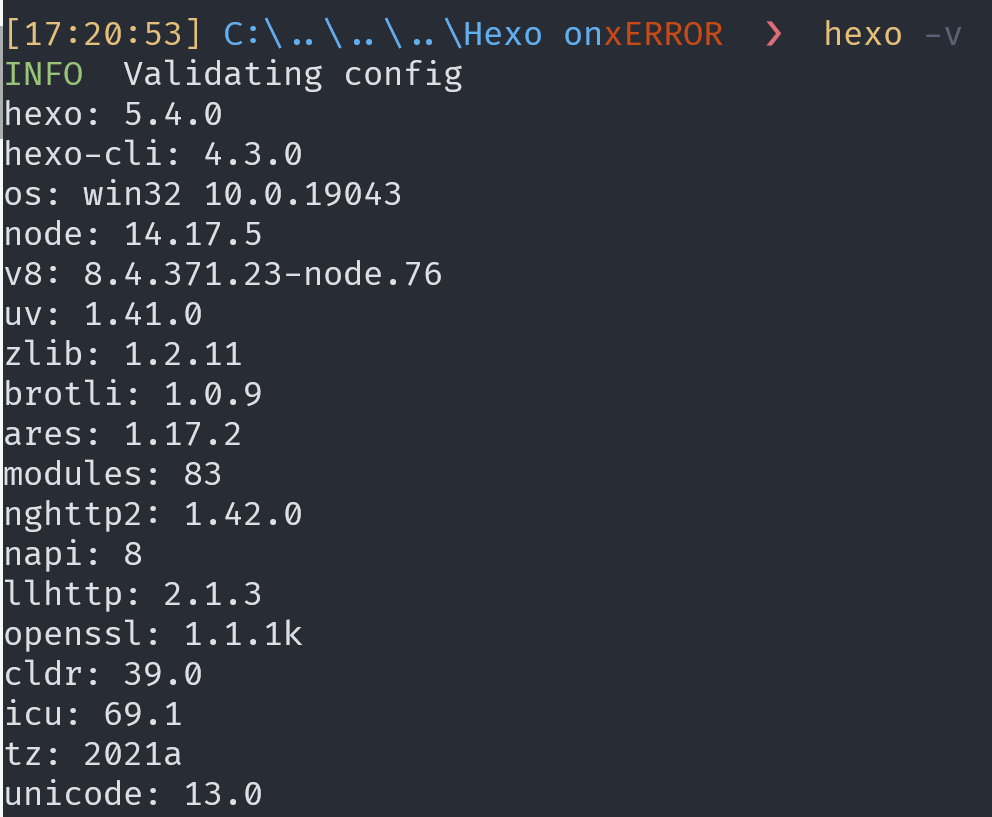 [17:20:53] C:\..\..\..\Hexo onxERROR ❯ hexo -v
INFO  Validating config
hexo: 5.4.0
hexo-cli: 4.3.0
os: win32 10.0.19043
node: 14.17.5
v8: 8.4.371.23-node.76
uv: 1.41.0
zlib: 1.2.11
brotli: 1.0.9
ares: 1.17.2
modules: 83
nghttp2: 1.42.0
napi: 8
llhttp: 2.1.3
openssl: 1.1.1k
cldr: 39.0
icu: 69.1
tz: 2021a
unicode: 13.0